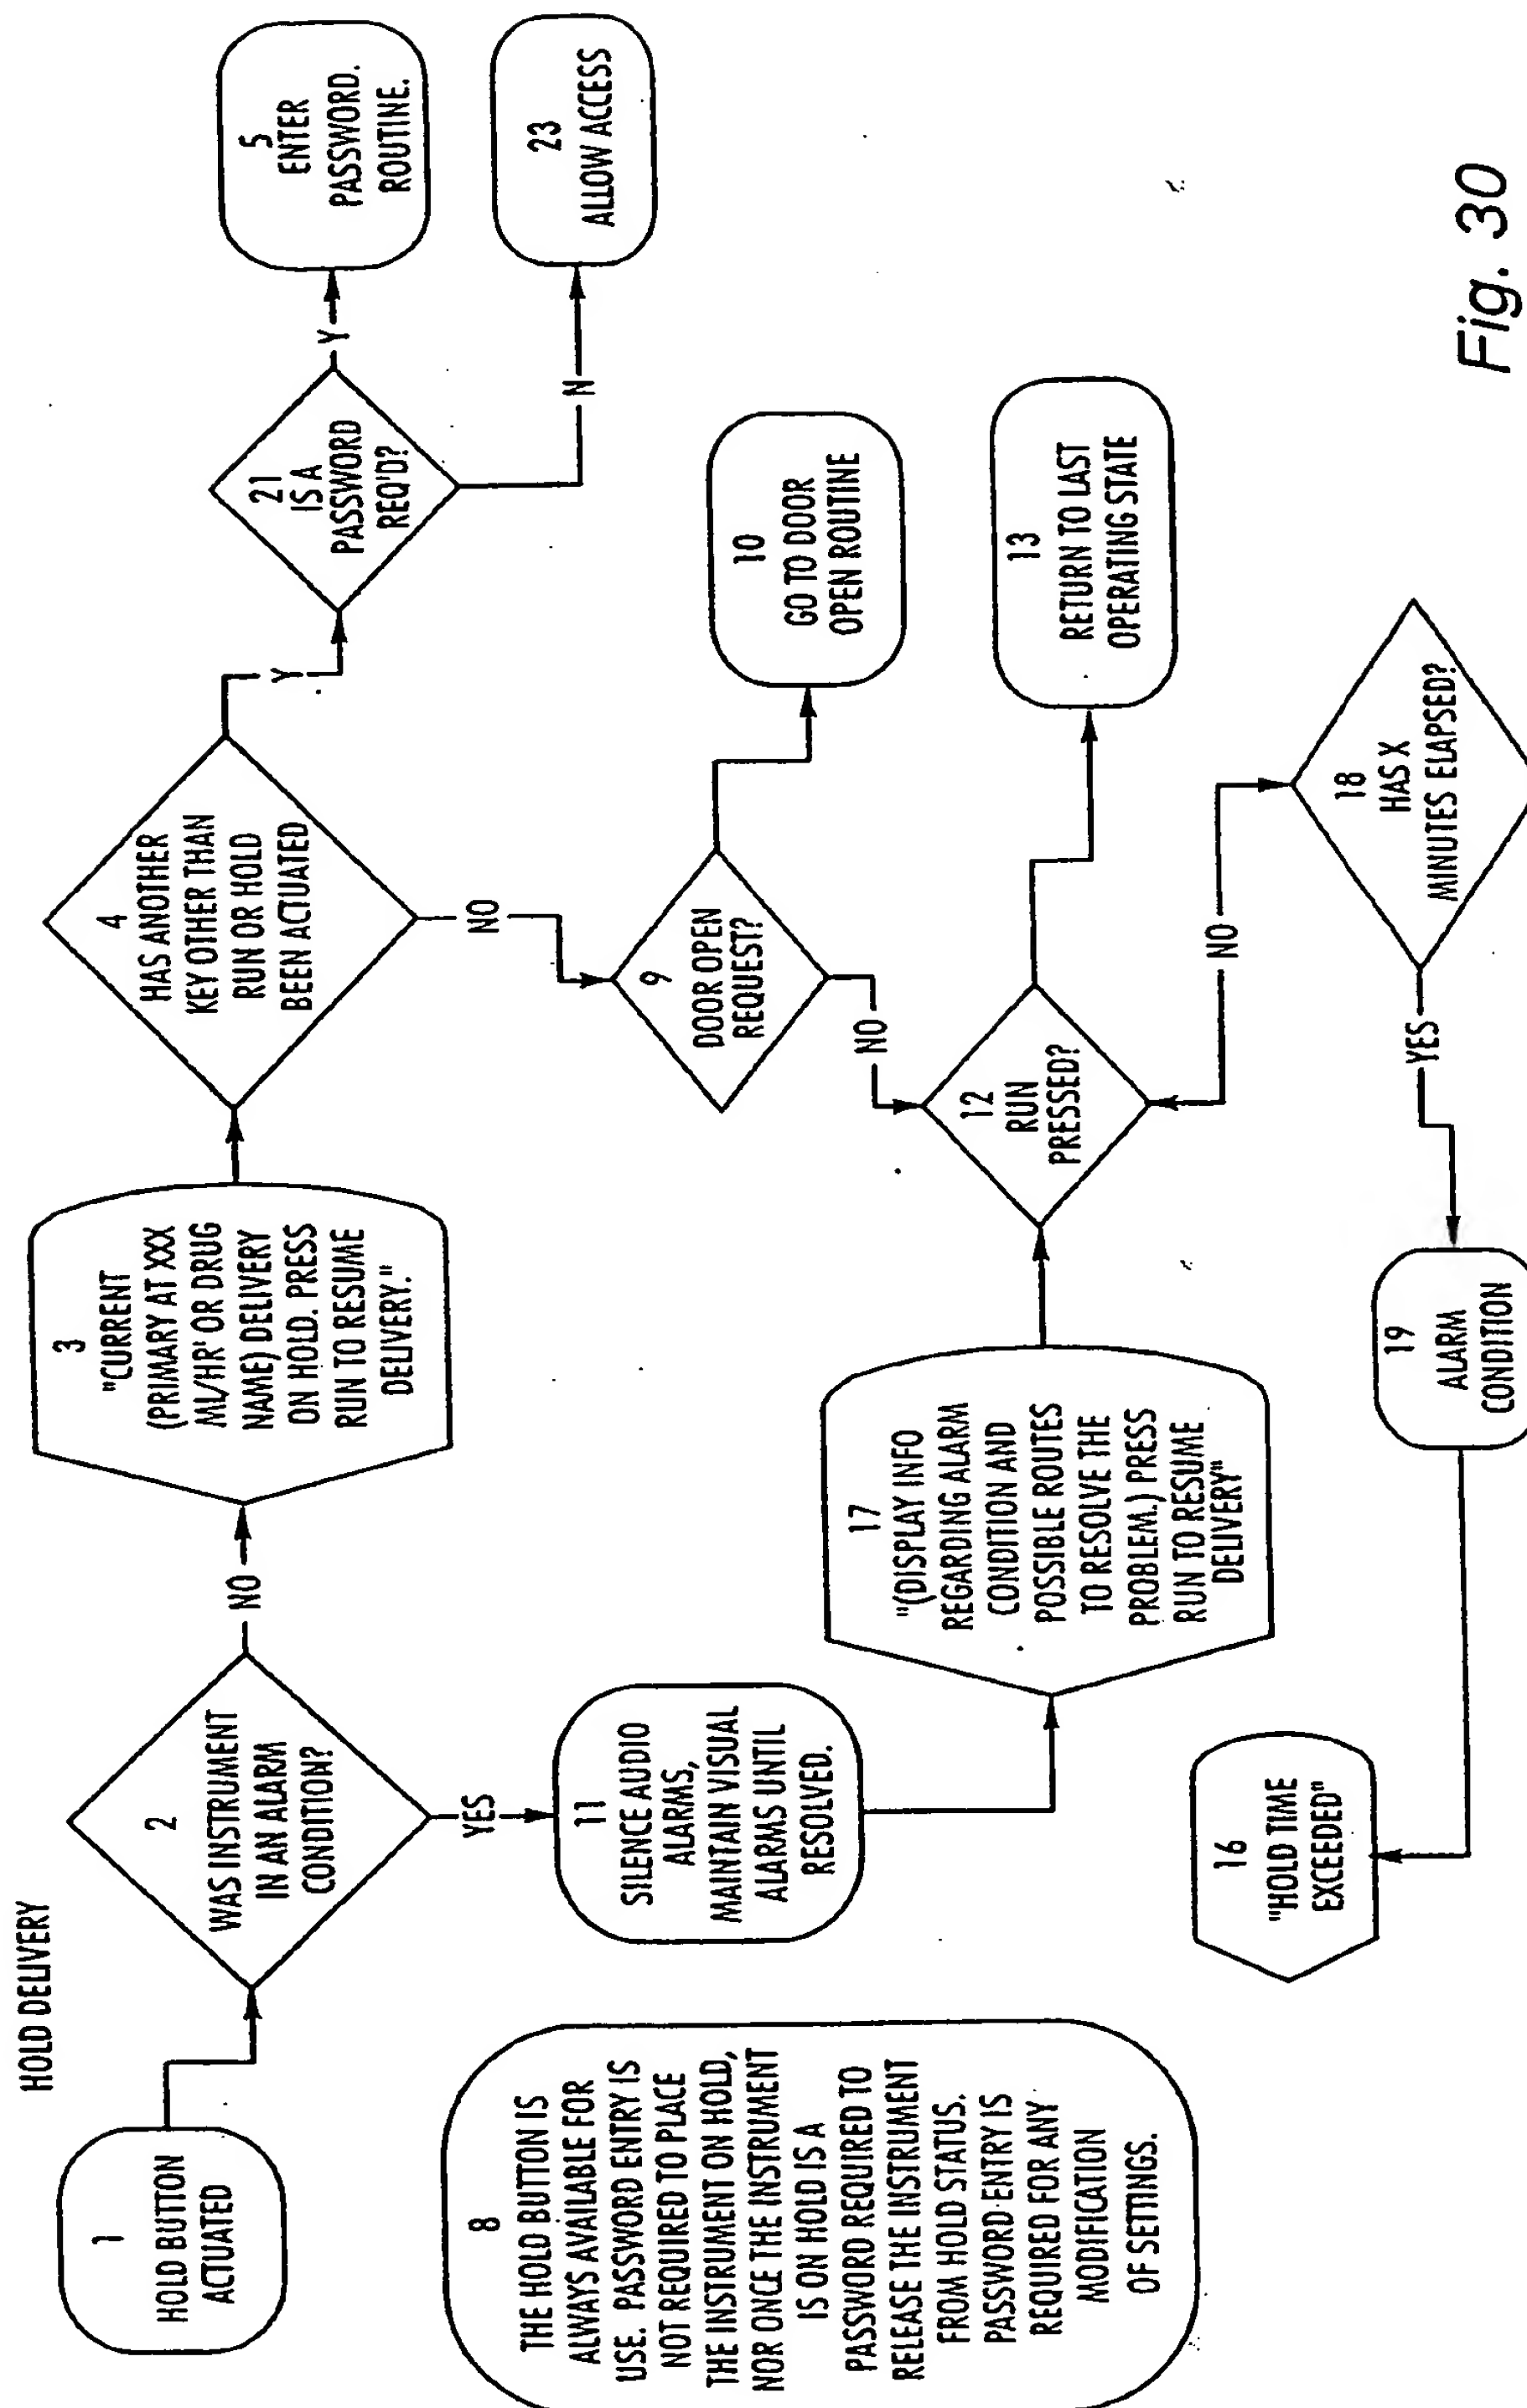 HOLD DELIVERY
1
HOLD BUTTON
ACTUATED
2
WAS INSTRUMENT
IN AN ALARM
CONDITION?
NO
YES
3
"CURRENT
(PRIMARY AT XXX
ML/HR' OR DRUG
NAME) DELIVERY
ON HOLD. PRESS
RUN TO RESUME
DELIVERY."
4
HAS ANOTHER
KEY OTHER THAN
RUN OR HOLD
BEEN ACTUATED
Y
NO
21
IS A
PASSWORD
REQ'D?
Y
N
5
ENTER
PASSWORD.
ROUTINE.
23
ALLOW ACCESS
9
DOOR OPEN
REQUEST?
NO
10
GO TO DOOR
OPEN ROUTINE
11
SILENCE AUDIO
ALARMS,
MAINTAIN VISUAL
ALARMS UNTIL
RESOLVED.
17
"(DISPLAY INFO
REGARDING ALARM
CONDITION AND
POSSIBLE ROUTES
TO RESOLVE THE
PROBLEM.) PRESS
RUN TO RESUME
DELIVERY"
12
RUN
PRESSED?
NO
13
RETURN TO LAST
OPERATING STATE
18
HAS X
MINUTES ELAPSED?
YES
19
ALARM
CONDITION
16
"HOLD TIME
EXCEEDED"
8
THE HOLD BUTTON IS
ALWAYS AVAILABLE FOR
USE. PASSWORD ENTRY IS
NOT REQUIRED TO PLACE
THE INSTRUMENT ON HOLD,
NOR ONCE THE INSTRUMENT
IS ON HOLD IS A
PASSWORD REQUIRED TO
RELEASE THE INSTRUMENT
FROM HOLD STATUS.
PASSWORD ENTRY IS
REQUIRED FOR ANY
MODIFICATION
OF SETTINGS.
Fig. 30